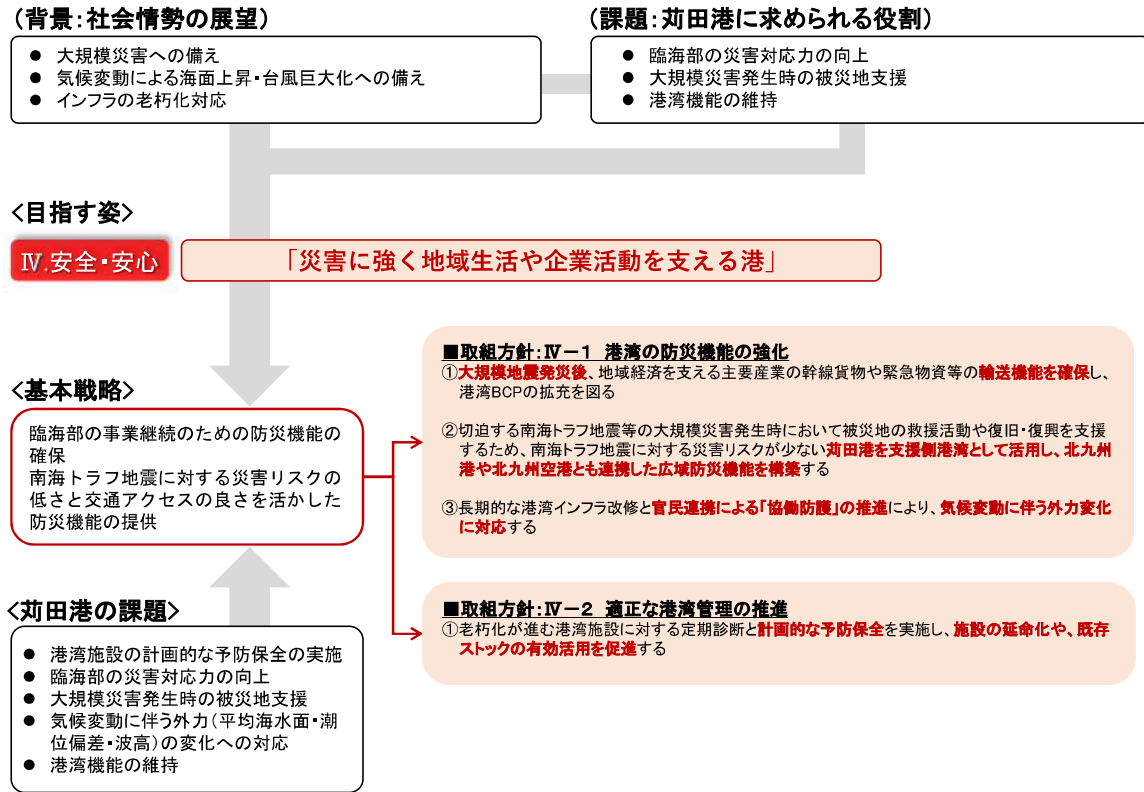 (背景:社会情勢の展望)
● 大規模災害への備え
● 気候変動による海面上昇・台風巨大化への備え
● インフラの老朽化対応
(課題:苅田港に求められる役割)
● 臨海部の災害対応力の向上
● 大規模災害発生時の被災地支援
● 港湾機能の維持
<目指す姿>
Ⅳ.安全・安心
「災害に強く地域生活や企業活動を支える港」
<基本戦略>
臨海部の事業継続のための防災機能の
確保
南海トラフ地震に対する災害リスクの
低さと交通アクセスの良さを活かした
防災機能の提供
■取組方針:Ⅳ－1 港湾の防災機能の強化
①大規模地震発災後、地域経済を支える主要産業の幹線貨物や緊急物資等の輸送機能を確保し、
港湾BCPの拡充を図る
②切迫する南海トラフ地震等の大規模災害発生時において被災地の救援活動や復旧・復興を支援
するため、南海トラフ地震に対する災害リスクが少ない苅田港を支援側港湾として活用し、北九州
港や北九州空港とも連携した広域防災機能を構築する
③長期的な港湾インフラ改修と官民連携による「協働防護」の推進により、気候変動に伴う外力変化
に対応する
■取組方針:Ⅳ－2 適正な港湾管理の推進
①老朽化が進む港湾施設に対する定期診断と計画的な予防保全を実施し、施設の延命化や、既存
ストックの有効活用を促進する
<苅田港の課題>
● 港湾施設の計画的な予防保全の実施
● 臨海部の災害対応力の向上
● 大規模災害発生時の被災地支援
● 気候変動に伴う外力(平均海水面・潮
位偏差・波高)の変化への対応
● 港湾機能の維持